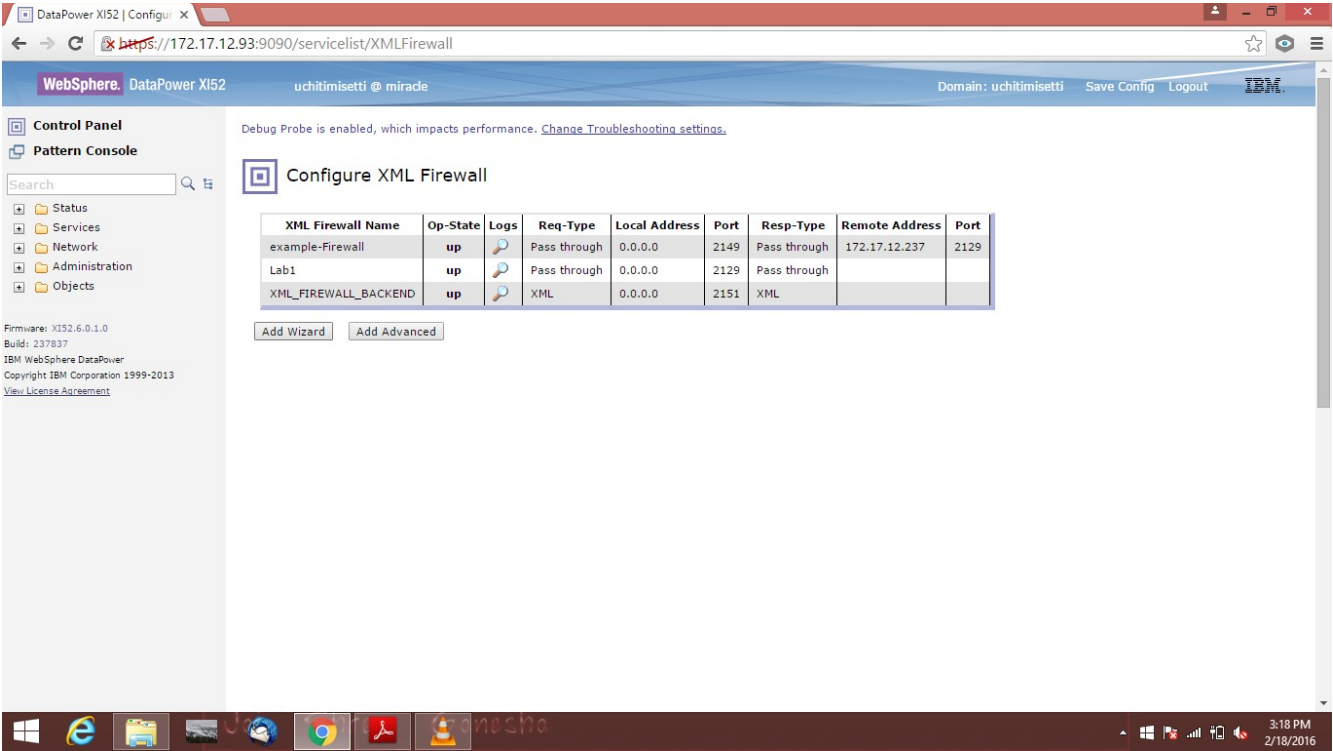 DataPower XI52 | Configur
https://172.17.12.93:9090/servicelist/XMLFirewall
WebSphere. DataPower XI52 uchitimisetti @ miracle Domain: uchitimisetti Save Config Logout IBM.
Control Panel
Pattern Console
Search
Status
Services
Network
Administration
Objects
Firmware: XI52.6.0.1.0
Build: 237837
IBM WebSphere DataPower
Copyright IBM Corporation 1999-2013
View License Agreement
Debug Probe is enabled, which impacts performance. Change Troubleshooting settings.
Configure XML Firewall
XML Firewall Name Op-State Logs Req-Type Local Address Port Resp-Type Remote Address Port
example-Firewall up Pass through 0.0.0.0 2149 Pass through 172.17.12.237 2129
Lab1 up Pass through 0.0.0.0 2129 Pass through
XML_FIREWALL_BACKEND up XML 0.0.0.0 2151 XML
Add Wizard Add Advanced
3:18 PM
2/18/2016